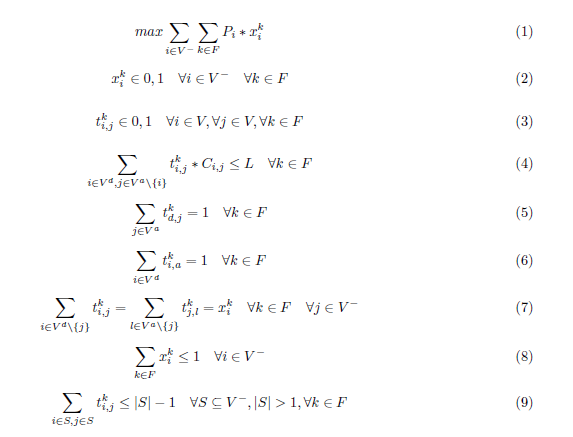 max ∑_{i∈V^-} ∑_{k∈F} P_i * x_i^k (1)
x_i^k ∈ 0, 1 ∀i ∈ V^- ∀k ∈ F (2)
t_{i,j}^k ∈ 0, 1 ∀i ∈ V, ∀j ∈ V, ∀k ∈ F (3)
∑_{i∈V^d, j∈V^a\{i}} t_{i,j}^k * C_{i,j} ≤ L ∀k ∈ F (4)
∑_{j∈V^a} t_{d,j}^k = 1 ∀k ∈ F (5)
∑_{i∈V^d} t_{i,a}^k = 1 ∀k ∈ F (6)
∑_{i∈V^d\{j}} t_{i,j}^k = ∑_{l∈V^a\{j}} t_{j,l}^k = x_i^k ∀k ∈ F ∀j ∈ V^- (7)
∑_{k∈F} x_i^k ≤ 1 ∀i ∈ V^- (8)
∑_{i∈S, j∈S} t_{i,j}^k ≤ |S| − 1 ∀S ⊆ V^-, |S| > 1, ∀k ∈ F (9)